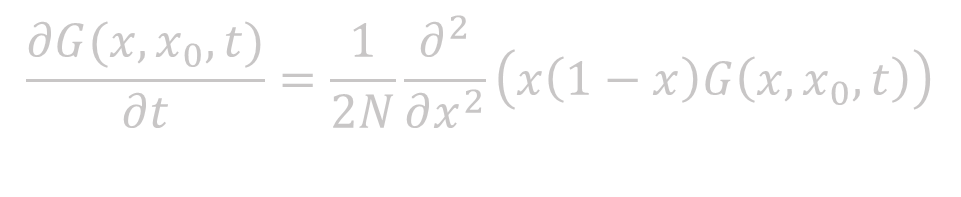 ∂G(x, x₀, t)/∂t = 1/2N ∂²/∂x² (x(1 − x)G(x, x₀, t))